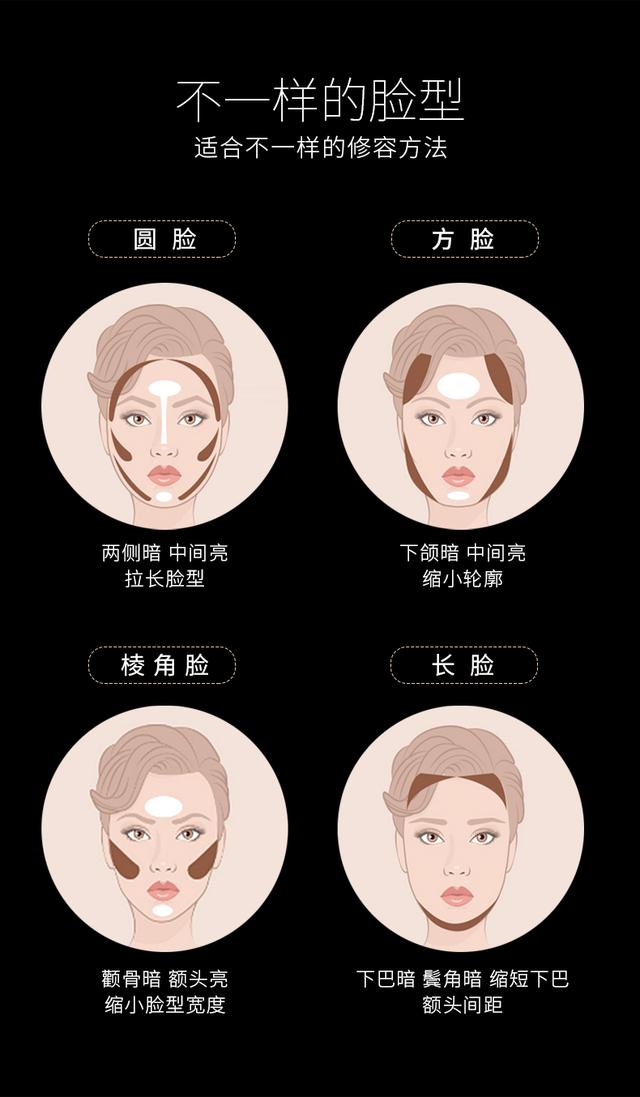 不一样的脸型
适合不一样的修容方法
圆脸
方脸
两侧暗 中间亮
拉长脸型
下颌暗 中间亮
缩小轮廓
棱角脸
长脸
颧骨暗 额头亮
缩小脸型宽度
下巴暗 鬓角暗 缩短下巴
额头间距